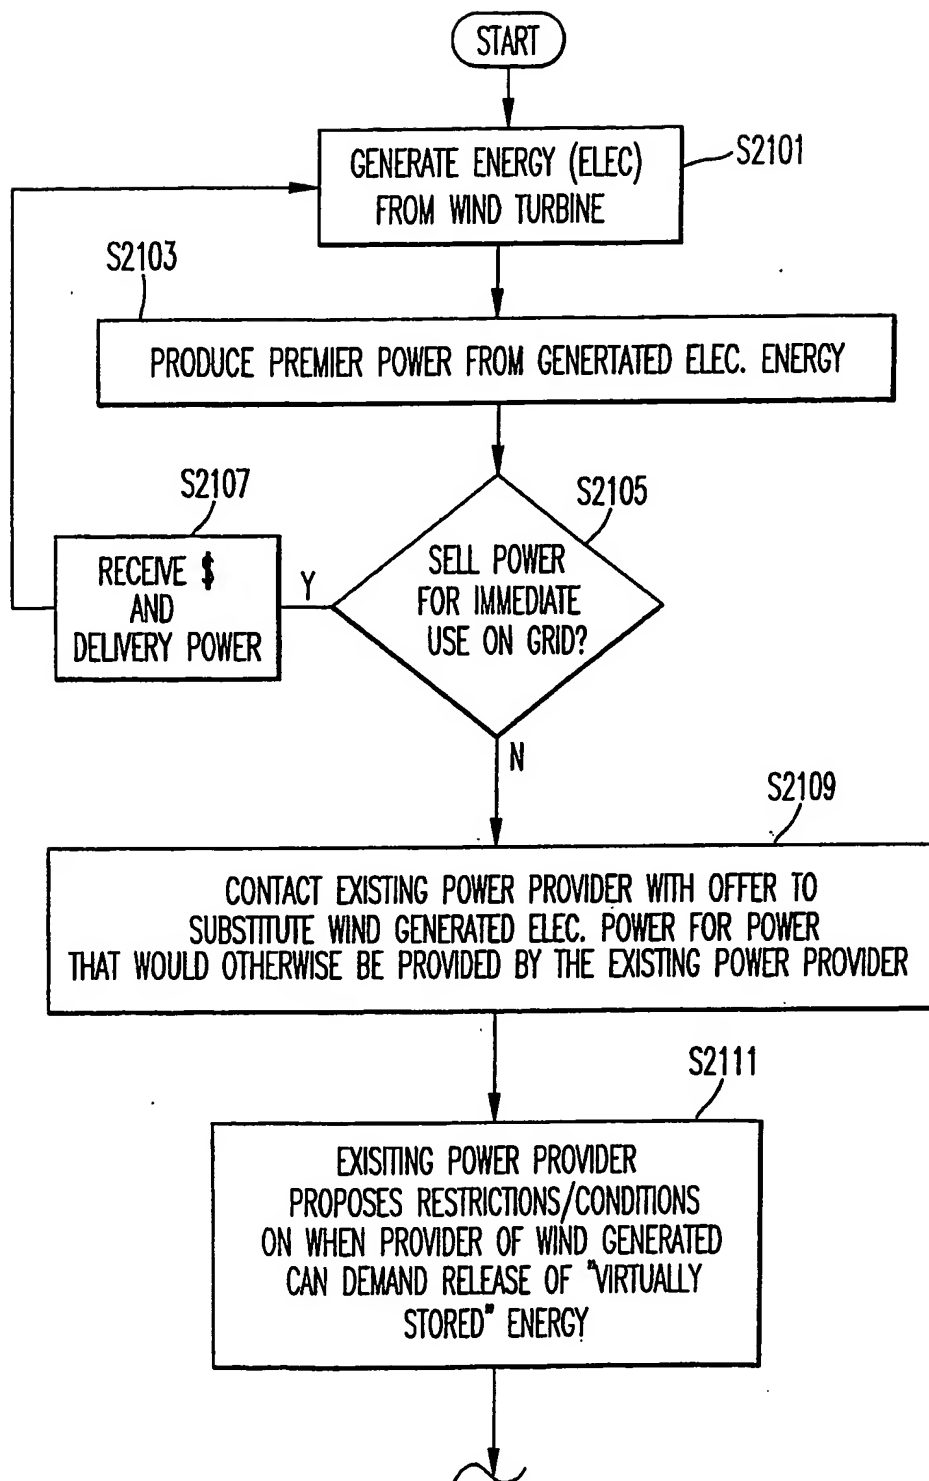 START
GENERATE ENERGY (ELEC)
FROM WIND TURBINE
S2101
S2103
PRODUCE PREMIER POWER FROM GENERTATED ELEC. ENERGY
S2107
RECEIVE $
AND
DELIVERY POWER
Y
S2105
SELL POWER
FOR IMMEDIATE
USE ON GRID?
N
S2109
CONTACT EXISTING POWER PROVIDER WITH OFFER TO
SUBSTITUTE WIND GENERATED ELEC. POWER FOR POWER
THAT WOULD OTHERWISE BE PROVIDED BY THE EXISTING POWER PROVIDER
S2111
EXISITING POWER PROVIDER
PROPOSES RESTRICTIONS/CONDITIONS
ON WHEN PROVIDER OF WIND GENERATED
CAN DEMAND RELEASE OF "VIRTUALLY
STORED" ENERGY